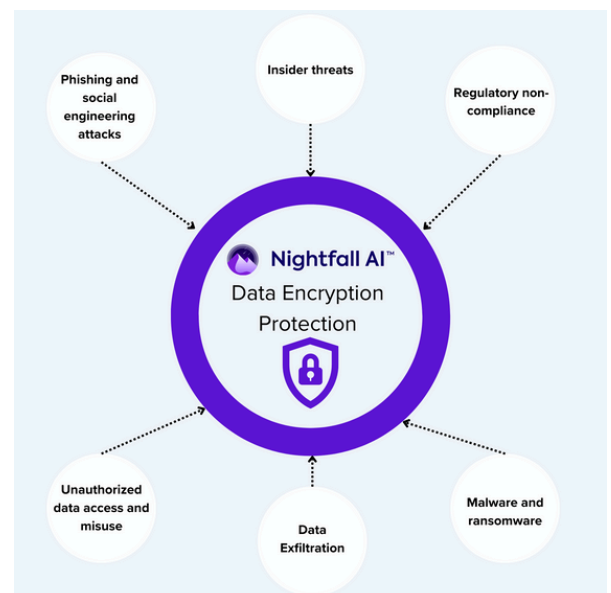 Insider threats
Phishing and
social
engineering
attacks
Regulatory non-
compliance
Nightfall AI™
Data Encryption
Protection
Unauthorized
data access and
misuse
Data
Exfiltration
Malware and
ransomware